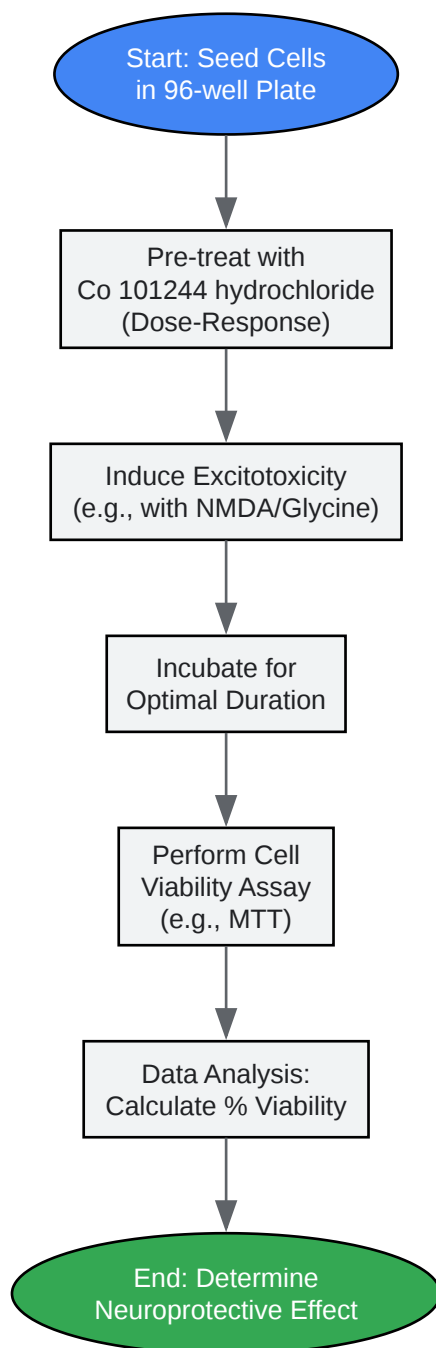 Start: Seed Cells
in 96-well Plate
Pre-treat with
Co 101244 hydrochloride
(Dose-Response)
Induce Excitotoxicity
(e.g., with NMDA/Glycine)
Incubate for
Optimal Duration
Perform Cell
Viability Assay
(e.g., MTT)
Data Analysis:
Calculate % Viability
End: Determine
Neuroprotective Effect